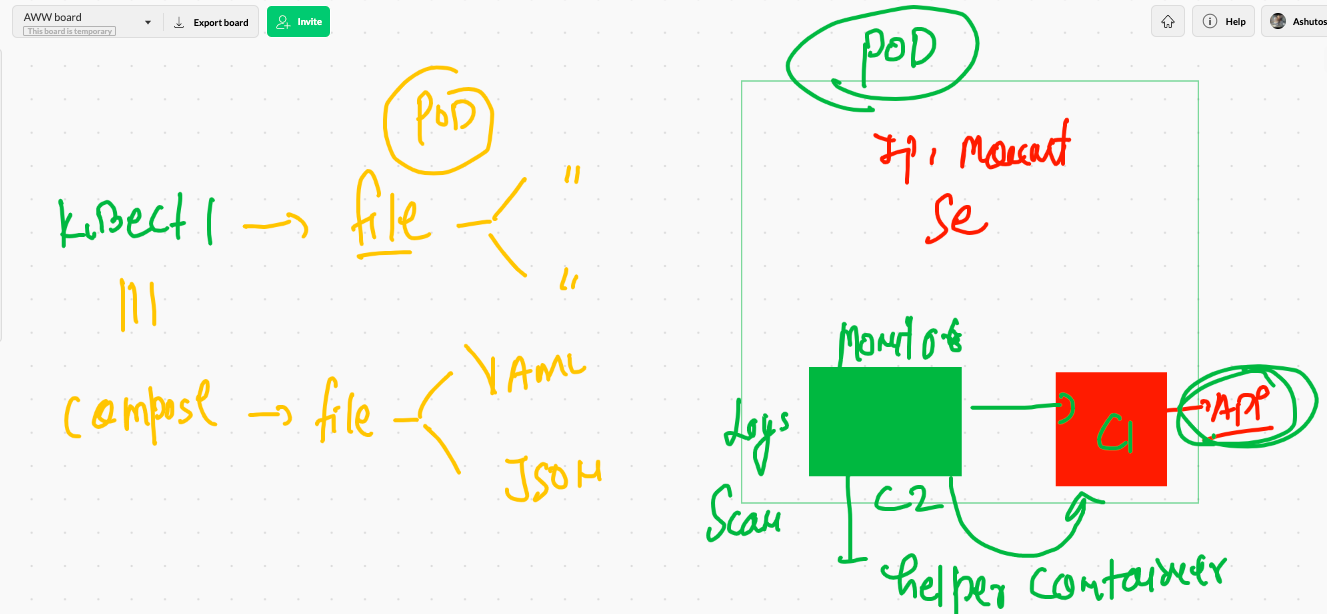 AWW board
This board is temporary
Export board
Invite
Help
Ashutos
POD
kuBectl
file
"
"
compose
file
YAML
JSON
POD
Ip, Mount
Se
Monitor
Logs
Scan
C2
C1
APP
helper container